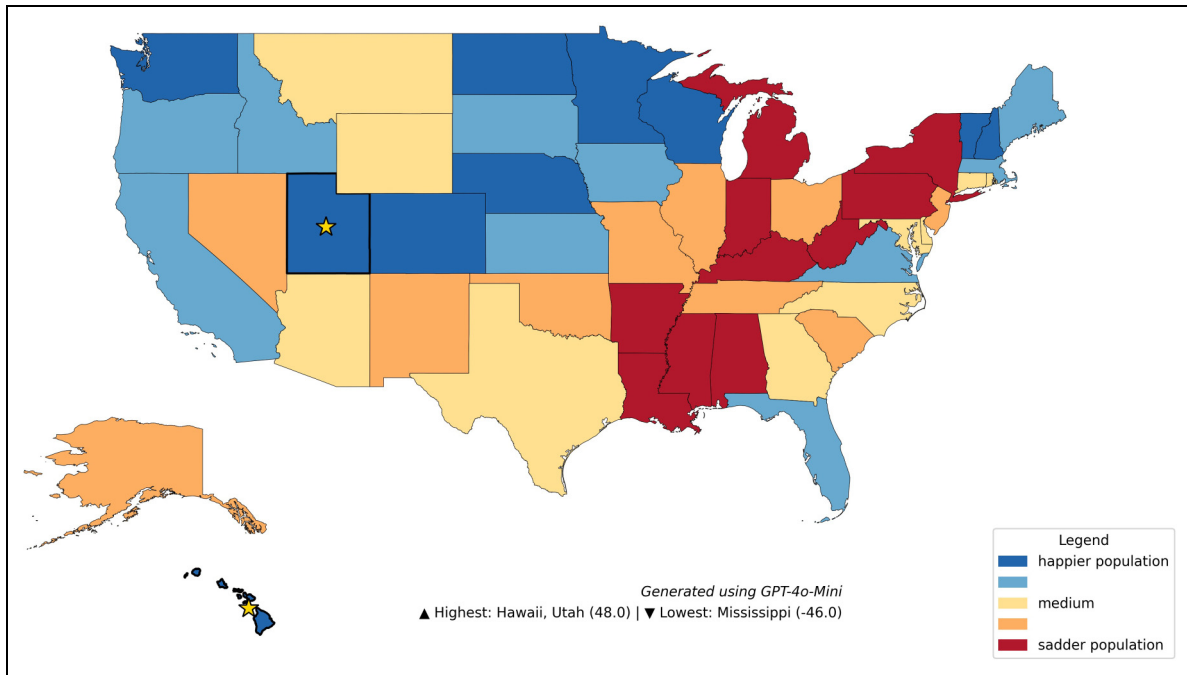 Legend
happier population
medium
sadder population
Generated using GPT-4o-Mini
▲ Highest: Hawaii, Utah (48.0) | ▼ Lowest: Mississippi (-46.0)